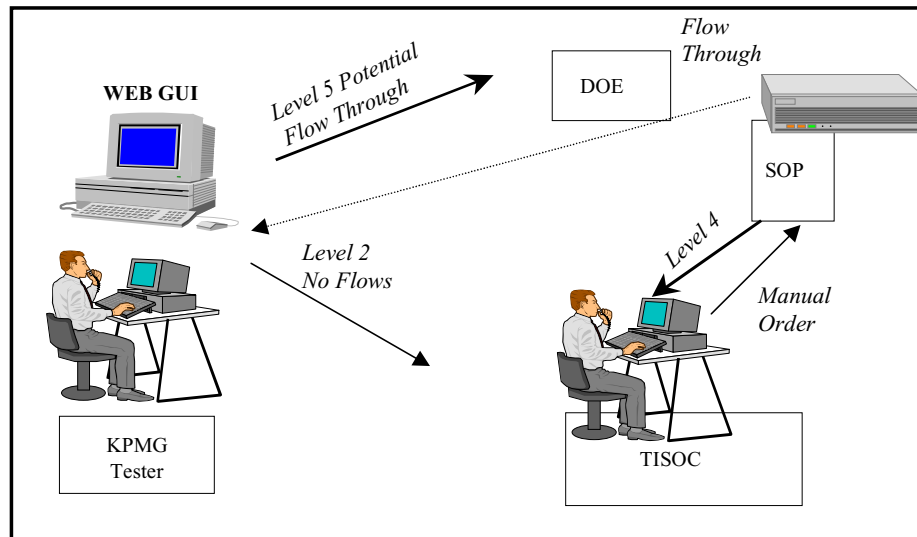 Flow
Through
WEB GUI
Level 5 Potential
Flow Through
DOE
SOP
Level 2
No Flows
Level 4
Manual
Order
KPMG
Tester
TISOC